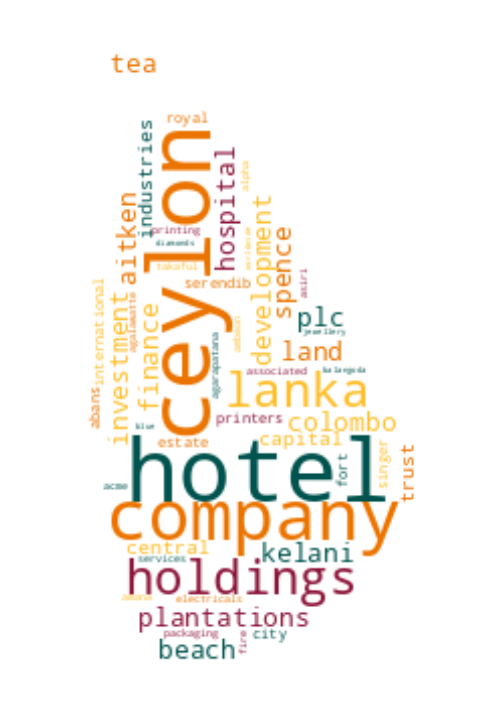 tea
royal
ceylon
industries
hospital
alpha
printing
diamonds
aitken
takaful
serendib
development
spence
asiri
international
agalawatte
investment
finance
plc
jewellery
agarapatana
land
associated
balangoda
lanka
abans
printers
colombo
blue
estate
capital
singer
trust
fort
hotel
acme
company
central
kelani
services
holdings
amana
electricals
plantations
packaging
fire
city
beach